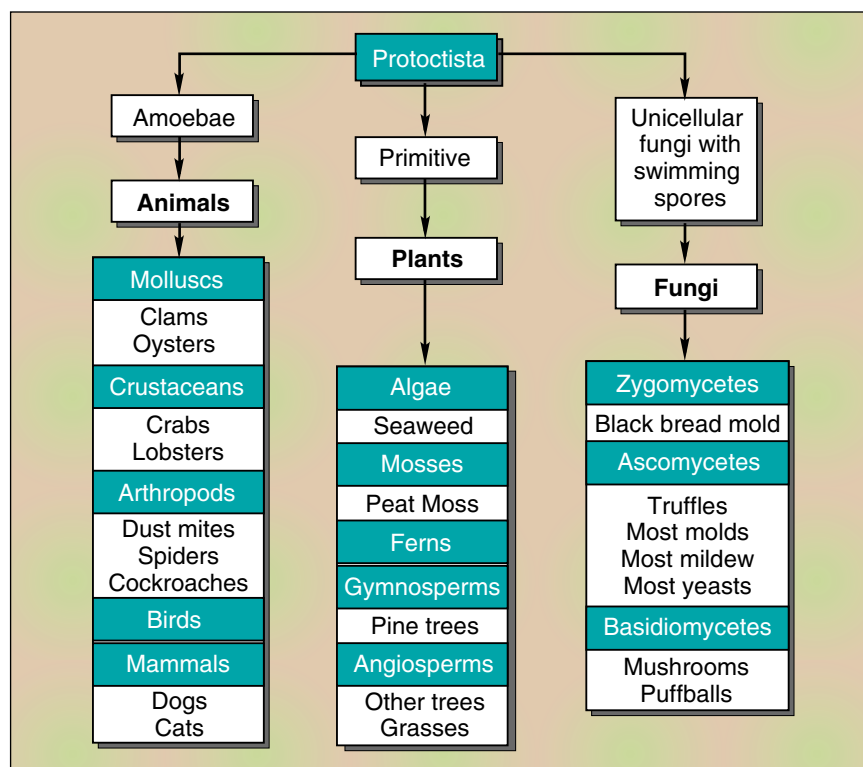 Protoctista
Amoebae
Animals
Molluscs
Clams
Oysters
Crustaceans
Crabs
Lobsters
Arthropods
Dust mites
Spiders
Cockroaches
Birds
Mammals
Dogs
Cats
Primitive
Plants
Algae
Seaweed
Mosses
Peat Moss
Ferns
Gymnosperms
Pine trees
Angiosperms
Other trees
Grasses
Unicellular
fungi with
swimming
spores
Fungi
Zygomycetes
Black bread mold
Ascomycetes
Truffles
Most molds
Most mildew
Most yeasts
Basidiomycetes
Mushrooms
Puffballs